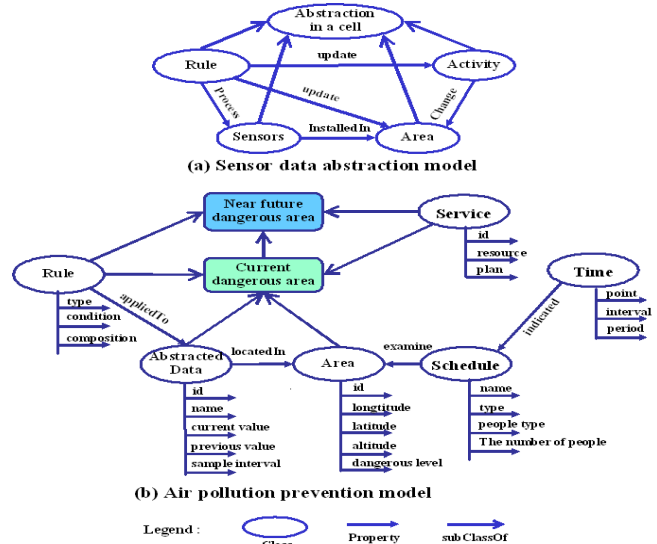 Abstraction
in a cell
update
Rule
Activity
Process
update
Change
Sensors
InstalledIn
Area
(a) Sensor data abstraction model
Near future
dangerous area
Service
id
resource
plan
Rule
Current
dangerous area
Time
type
condition
composition
appliedTo
indicated
point
interval
period
Abstracted
Data
locatedIn
Area
examine
Schedule
id
name
current value
previous value
sample interval
id
longtitude
latitude
altitude
dangerous level
name
type
people type
The number of people
(b) Air pollution prevention model
Legend :
Class
Property
subClassOf